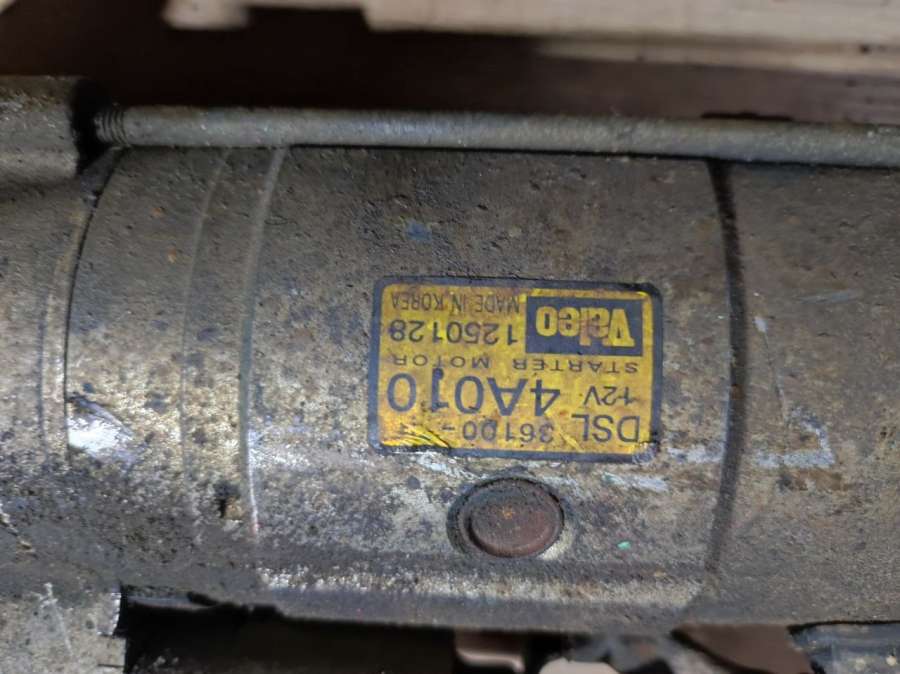 DSL 36100-
12V 4A010
STARTER MOTOR
Valeo 1250128
MADE IN KOREA